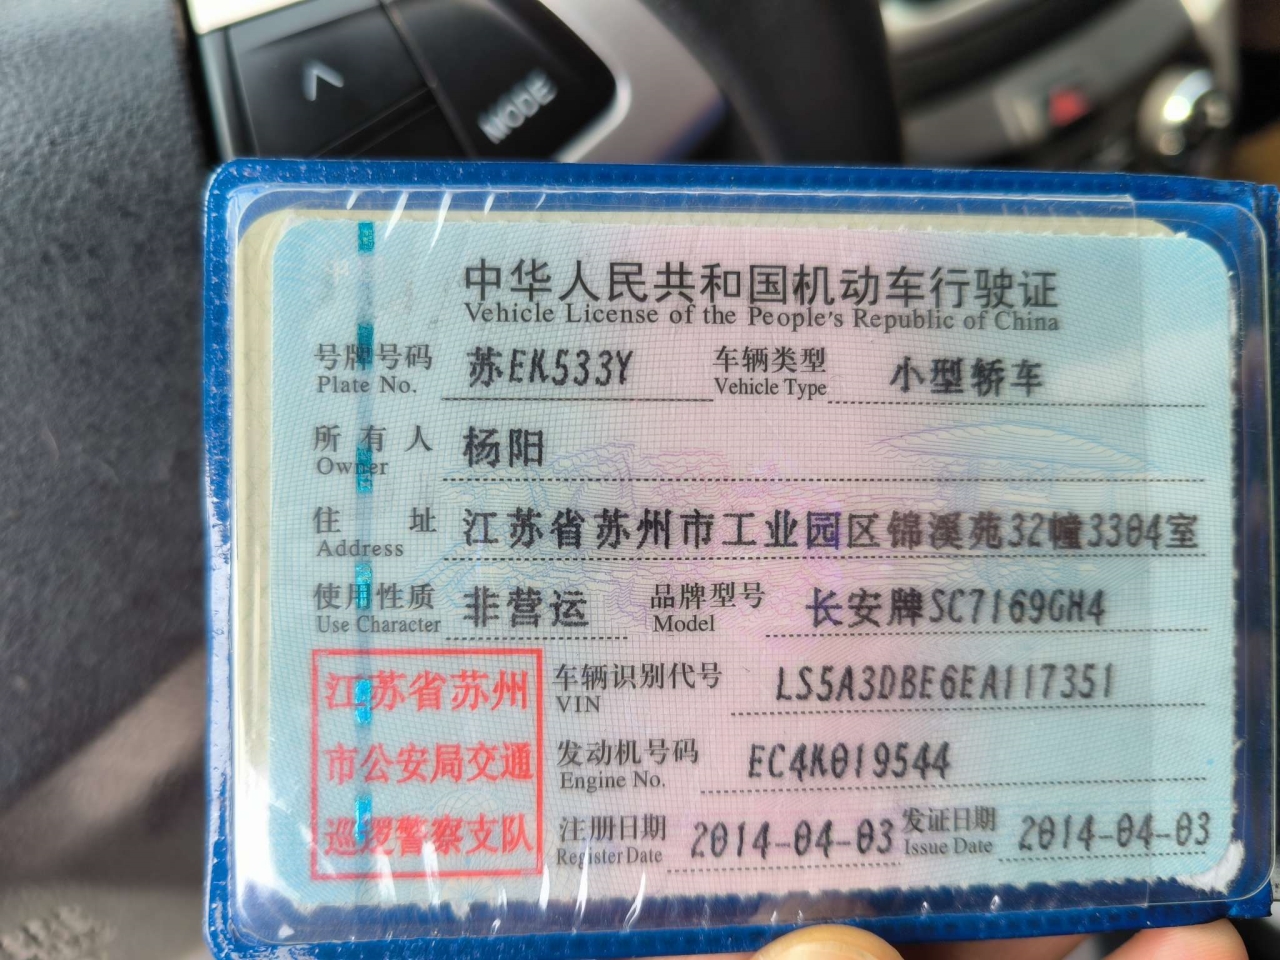 MODE
中华人民共和国机动车行驶证
Vehicle License of the People's Republic of China
号牌号码 苏EK533Y 车辆类型 小型轿车
Plate No. Vehicle Type
所有人 杨阳
Owner
住址 江苏省苏州市工业园区锦溪苑32幢3304室
Address
使用性质 非营运 品牌型号 长安牌SC7169GH4
Use Character Model
江苏省苏州
市公安局交通
巡逻警察支队
车辆识别代号 LS5A3DBE6EA117351
VIN
发动机号码 EC4K019544
Engine No.
注册日期 2014-04-03 发证日期 2014-04-03
Register Date Issue Date